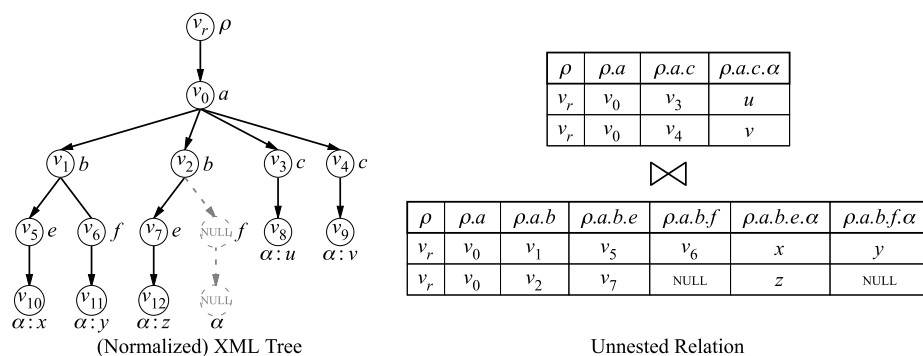 v_r ρ
v_0 a
v_1 b v_2 b v_3 c v_4 c
v_5 e v_6 f v_7 e NULL f v_8 v_9
α:u α:v
v_10 v_11 v_12 NULL
α:x α:y α:z α
(Normalized) XML Tree
ρ ρ.a ρ.a.c ρ.a.c.α
v_r v_0 v_3 u
v_r v_0 v_4 v
⋈
ρ ρ.a ρ.a.b ρ.a.b.e ρ.a.b.f ρ.a.b.e.α ρ.a.b.f.α
v_r v_0 v_1 v_5 v_6 x y
v_r v_0 v_2 v_7 NULL z NULL
Unnested Relation